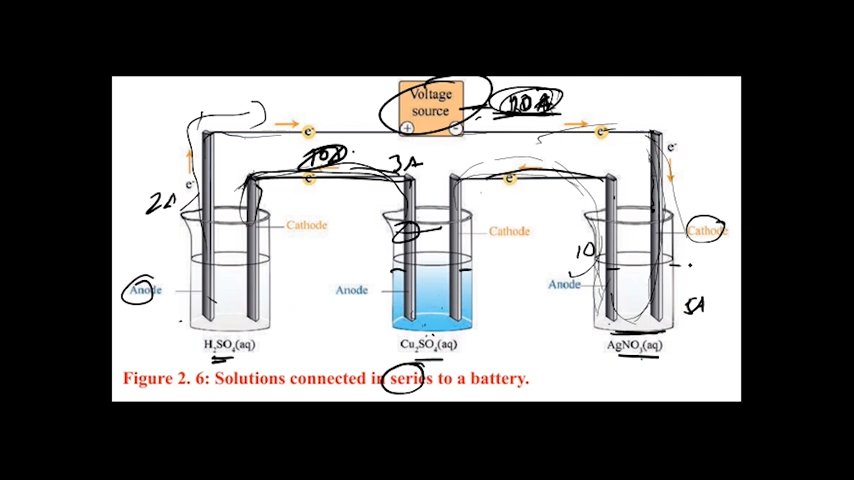 Voltage
source
+
-
10A
e⁻
e⁻
e⁻
e⁻
3A
e⁻
e⁻
2A
Cathode
Cathode
Cathode
10
Anode
Anode
Anode
5A
H₂SO₄(aq)
Cu₂SO₄(aq)
AgNO₃(aq)
Figure 2. 6: Solutions connected in series to a battery.